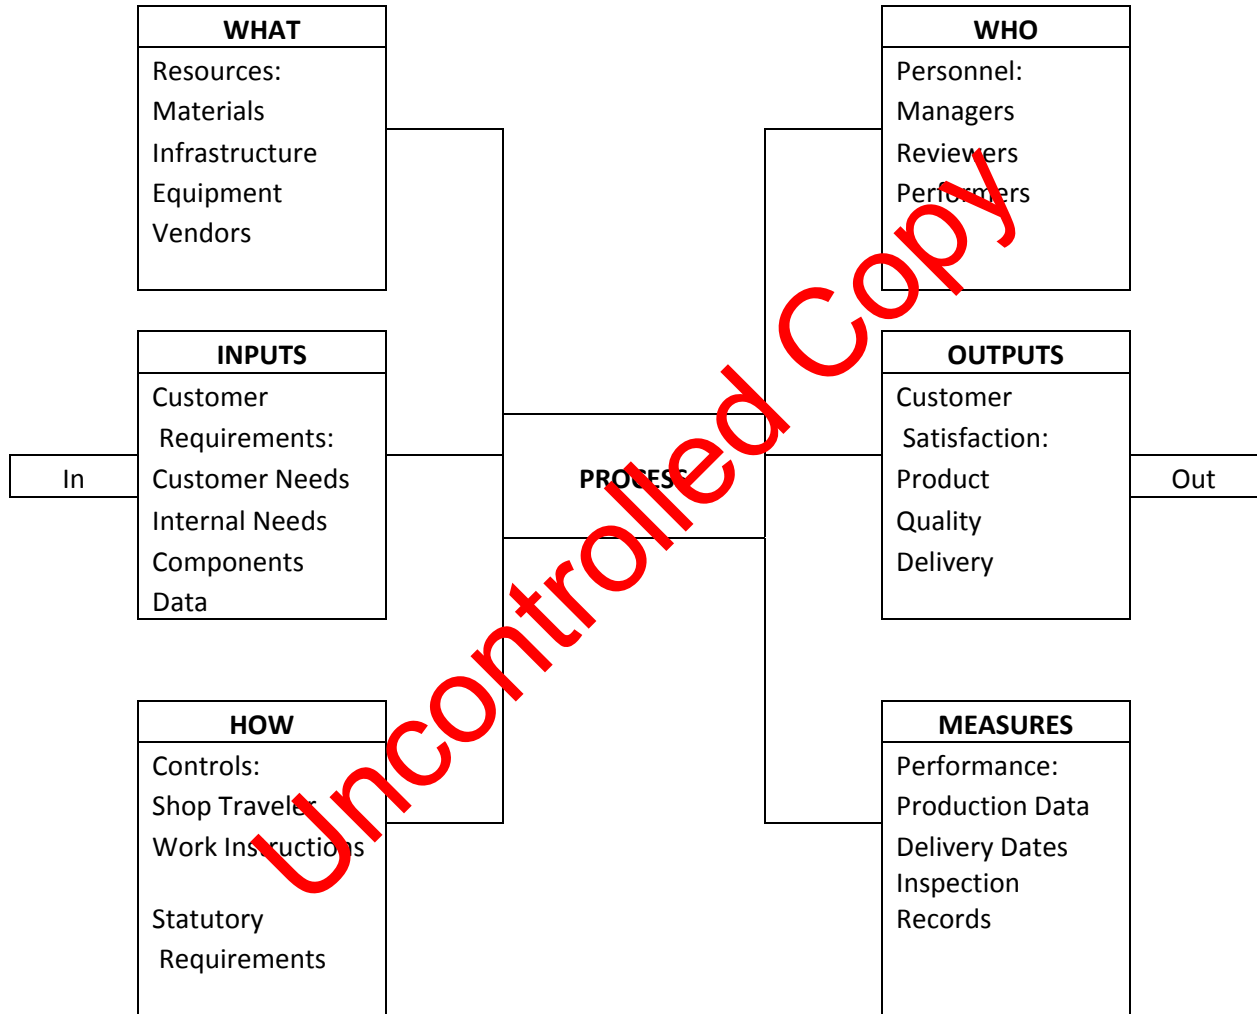 WHAT
Resources:
Materials
Infrastructure
Equipment
Vendors
WHO
Personnel:
Managers
Reviewers
Performers
INPUTS
Customer
Requirements:
Customer Needs
Internal Needs
Components
Data
In
PROCESS
OUTPUTS
Customer
Satisfaction:
Product
Quality
Delivery
Out
HOW
Controls:
Shop Traveler
Work Instructions
Statutory
Requirements
MEASURES
Performance:
Production Data
Delivery Dates
Inspection
Records
Uncontrolled Copy